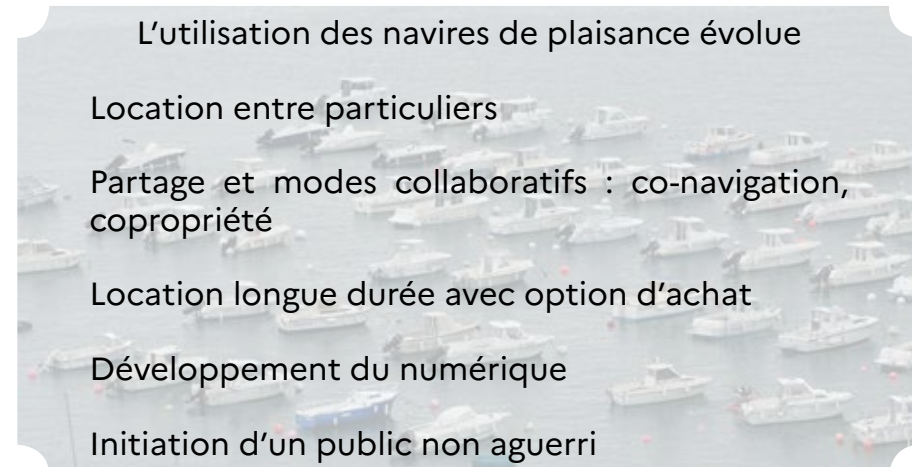 L’utilisation des navires de plaisance évolue
Location entre particuliers
Partage et modes collaboratifs : co-navigation,
copropriété
Location longue durée avec option d’achat
Développement du numérique
Initiation d’un public non aguerri